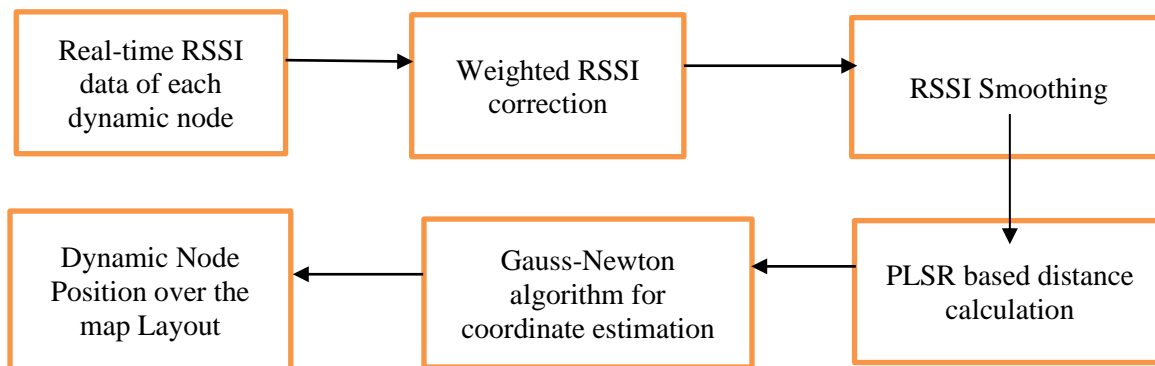 Real-time RSSI
data of each
dynamic node
Weighted RSSI
correction
RSSI Smoothing
PLSR based distance
calculation
Gauss-Newton
algorithm for
coordinate estimation
Dynamic Node
Position over the
map Layout